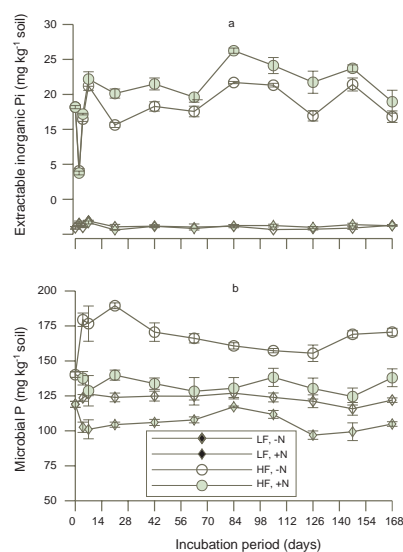 a
Extractable inorganic Pi (mg kg⁻¹ soil)
30
25
20
5
0
b
Microbial P (mg kg⁻¹ soil)
200
175
150
125
100
75
50
LF, -N
LF, +N
HF, -N
HF, +N
0 14 28 42 56 70 84 98 112 126 140 154 168
Incubation period (days)